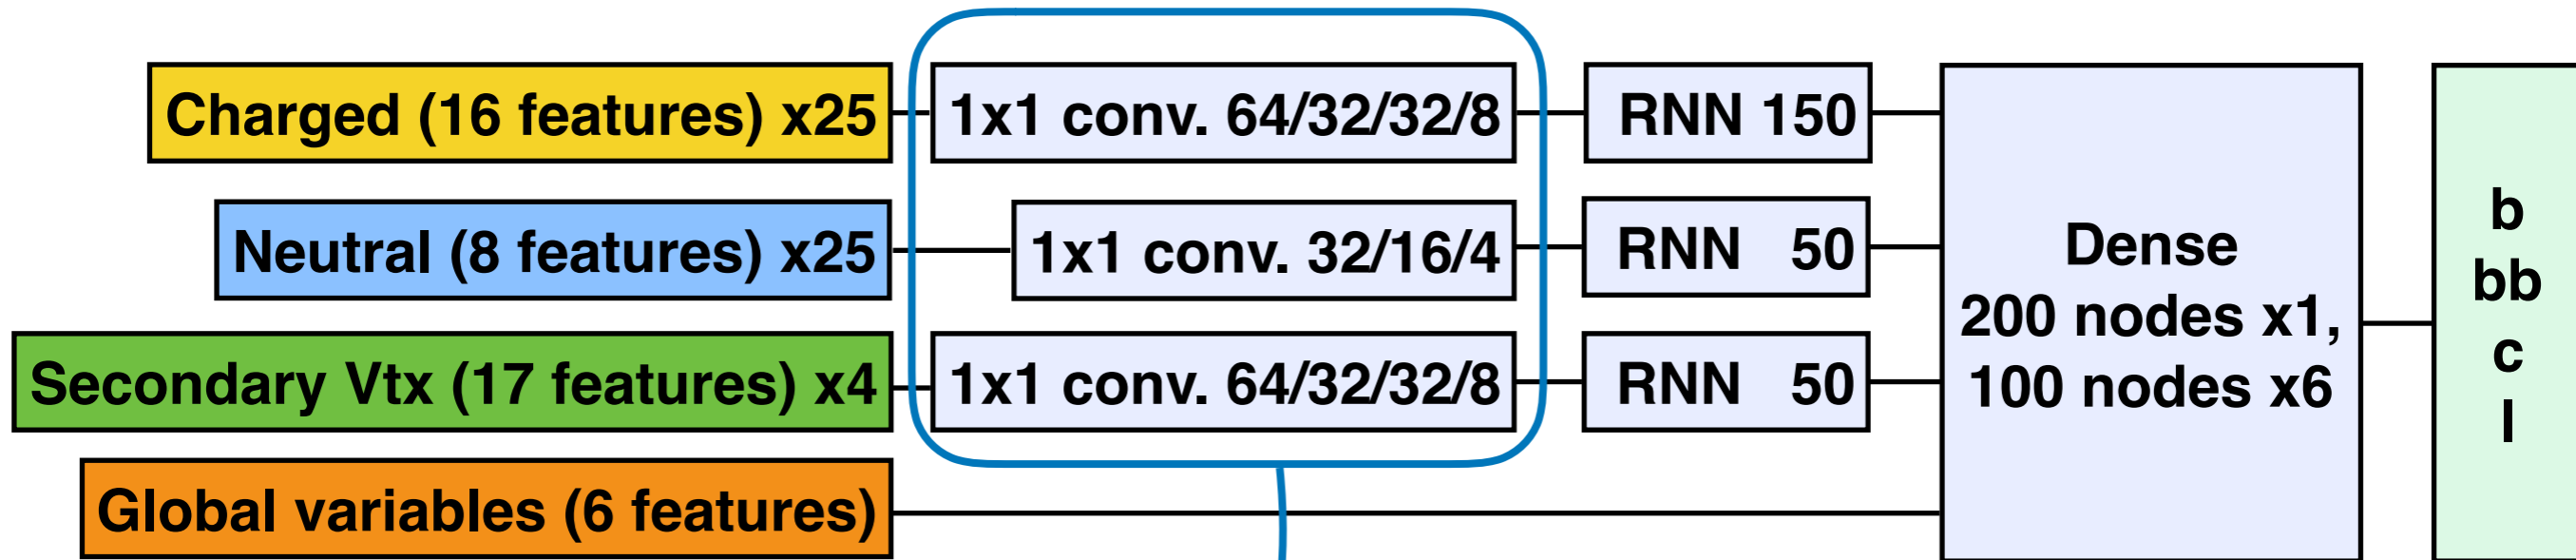 Charged (16 features) x25
1x1 conv. 64/32/32/8
RNN 150
Neutral (8 features) x25
1x1 conv. 32/16/4
RNN 50
Secondary Vtx (17 features) x4
1x1 conv. 64/32/32/8
RNN 50
Global variables (6 features)
Dense
200 nodes x1,
100 nodes x6
b
bb
c
l